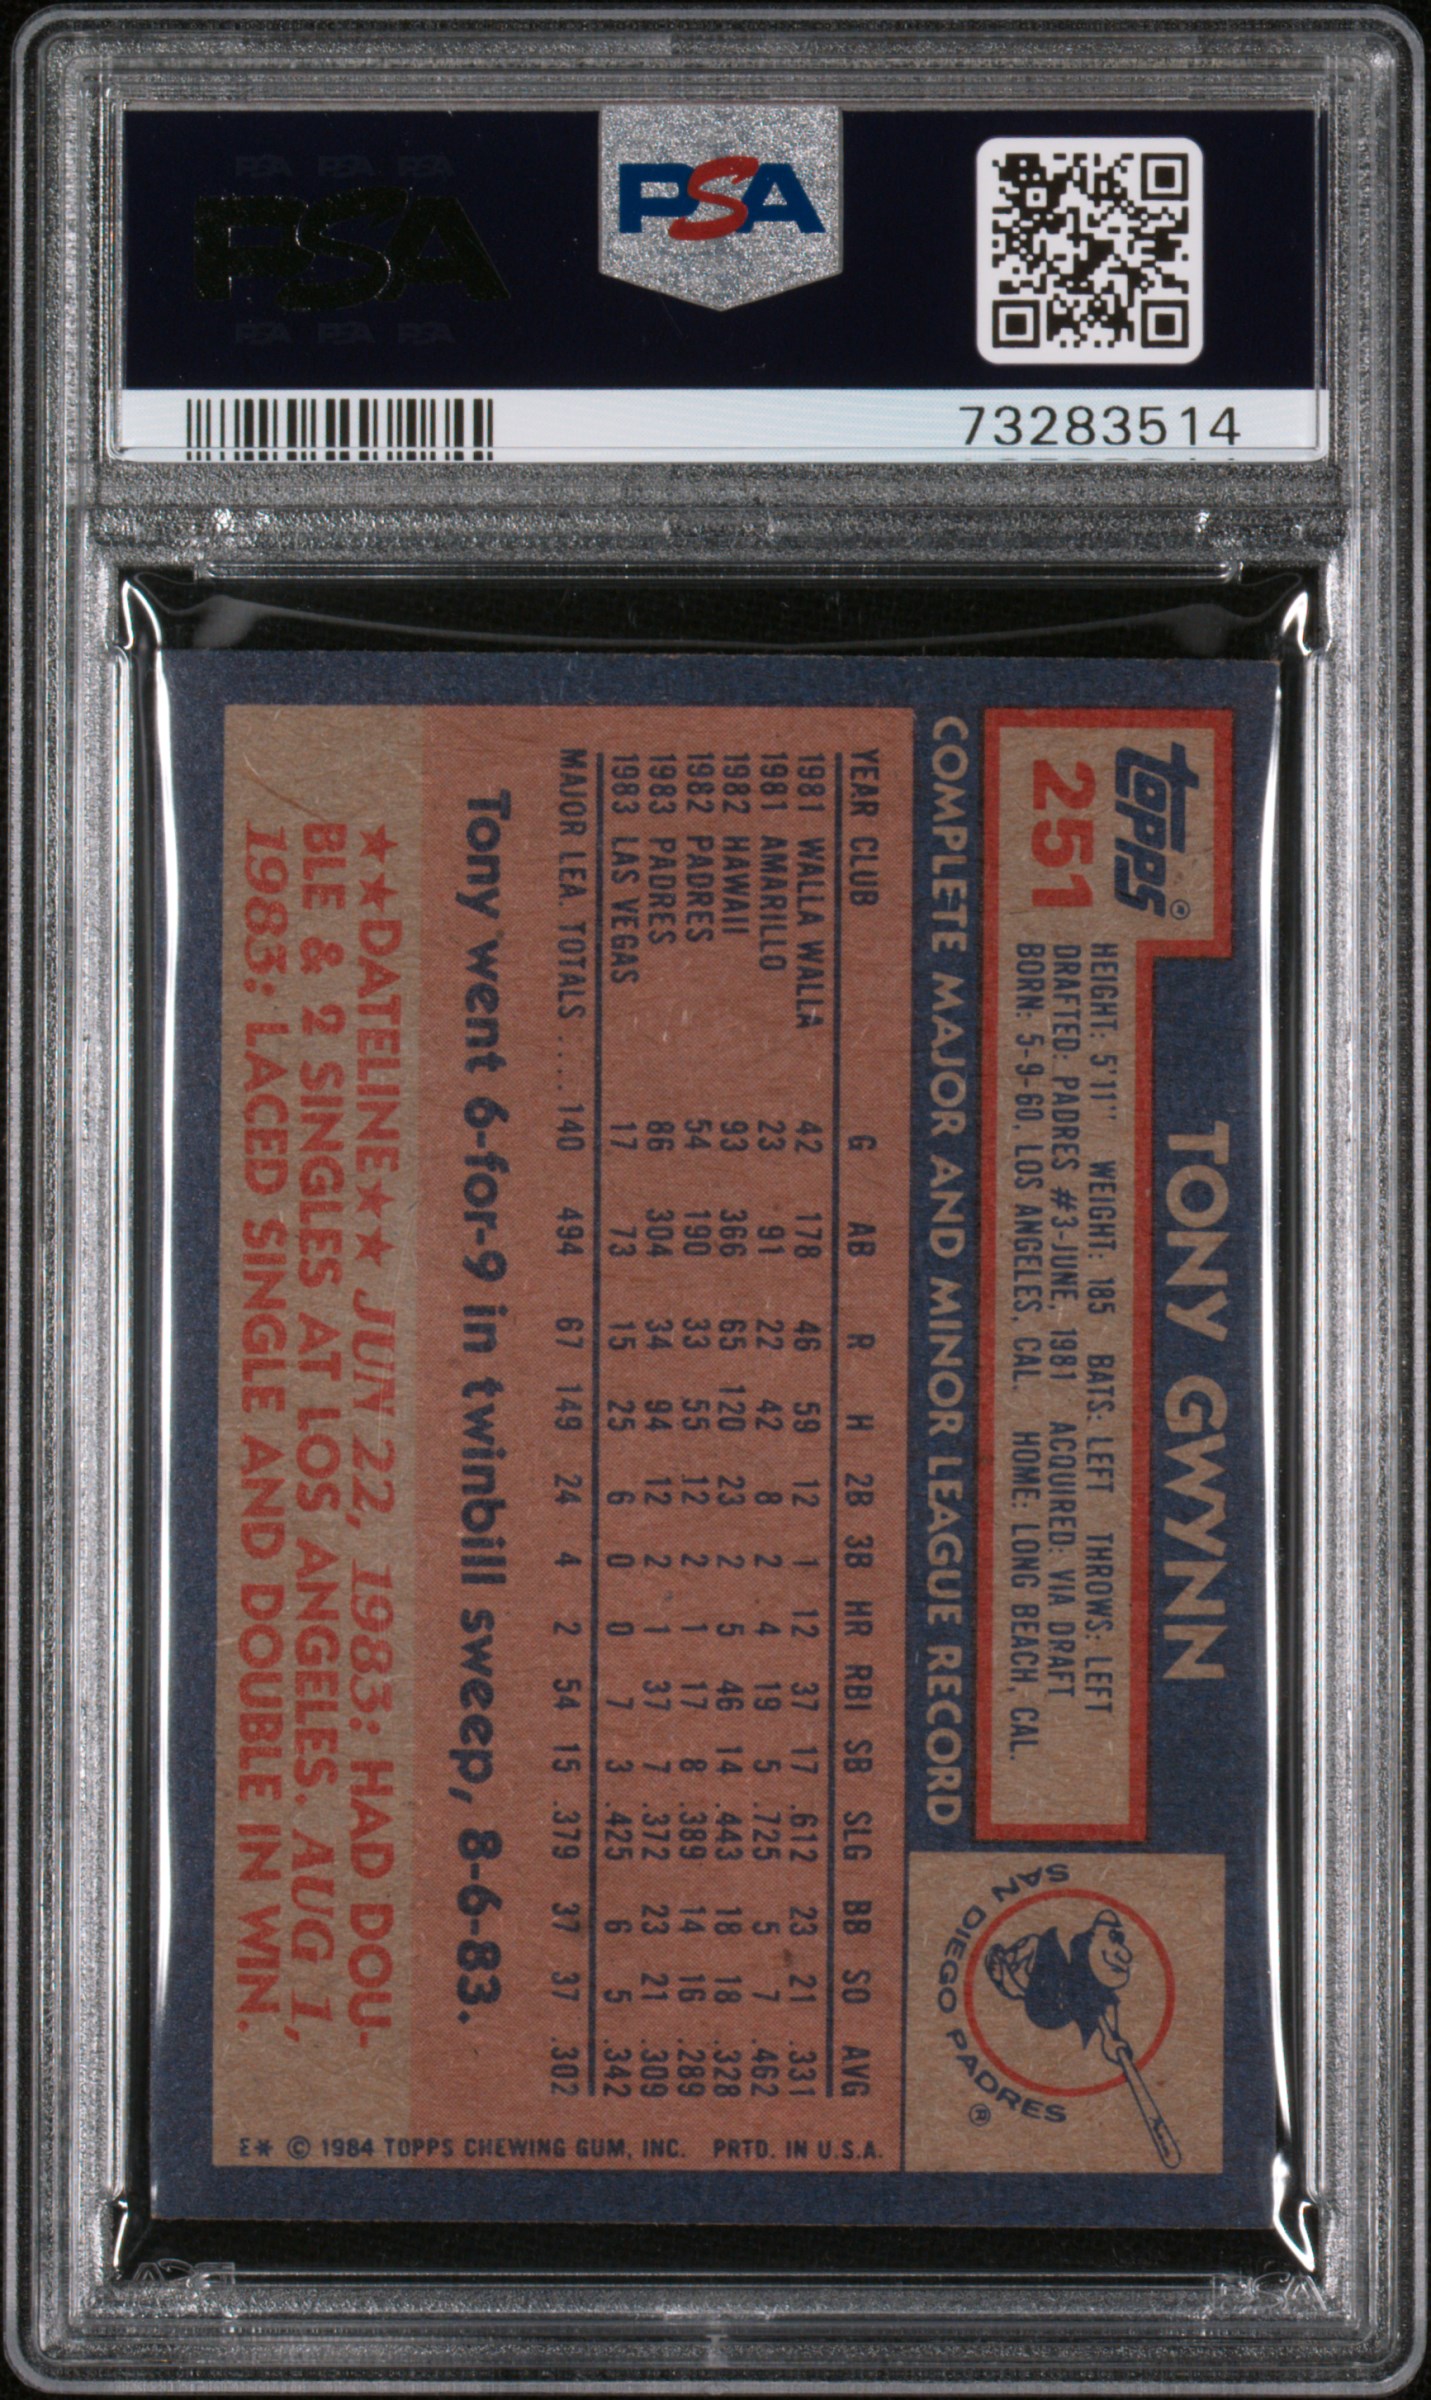 PSA PSA PSA
PSA
PSA PSA PSA
PSA
73283514
topps®
251
TONY GWYNN
HEIGHT: 5'11" WEIGHT: 185 BATS: LEFT THROWS: LEFT
DRAFTED: PADRES #3-JUNE, 1981 ACQUIRED: VIA DRAFT
BORN: 5-9-60, LOS ANGELES, CAL. HOME: LONG BEACH, CAL.
SAN DIEGO PADRES ®
COMPLETE MAJOR AND MINOR LEAGUE RECORD
YEAR CLUB G AB R H 2B 3B HR RBI SB SLG BB SO AVG
1981 WALLA WALLA 42 178 46 59 12 1 12 37 17 .612 23 21 .331
1981 AMARILLO 23 91 22 42 8 2 4 19 5 .725 5 7 .462
1982 HAWAII 93 366 65 120 23 2 5 46 14 .443 18 18 .328
1982 PADRES 54 190 33 55 12 2 1 17 8 .389 14 16 .289
1983 PADRES 86 304 34 94 12 2 1 37 7 .372 23 21 .309
1983 LAS VEGAS 17 73 15 25 6 0 0 7 3 .425 6 5 .342
MAJOR LEA. TOTALS .... 140 494 67 149 24 4 2 54 15 .379 37 37 .302
Tony went 6-for-9 in twinbill sweep, 8-6-83.
★★DATELINE★★ JUN 22, 1983: HAD DOU-
BLE & 2 SINGLES AT LOS ANGELES. AUG 1,
1983: LACED SINGLE AND DOUBLE IN WIN.
E* © 1984 TOPPS CHEWING GUM, INC. PRTD. IN U.S.A.
PSA
PSA